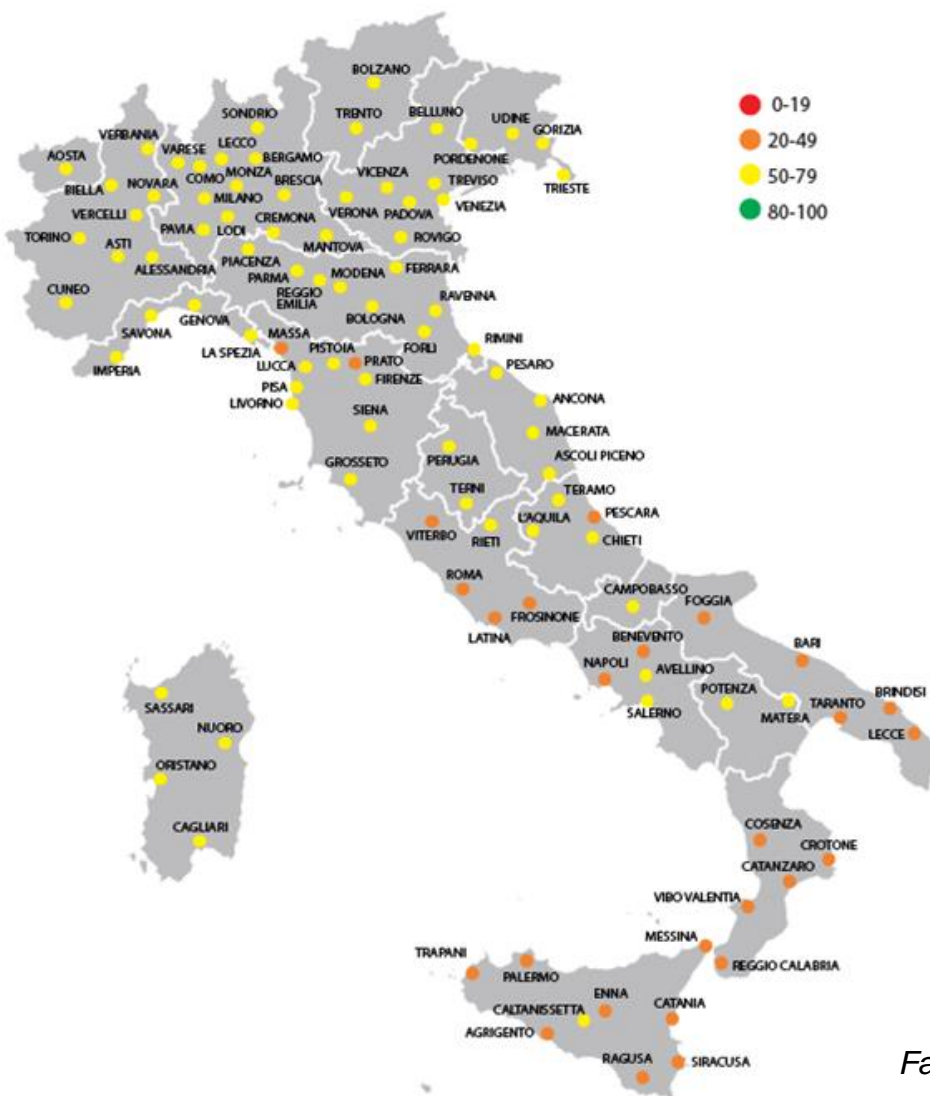 BOLZANO
0-19
20-49
50-79
80-100
SONDRIO
TRENTO
BELLUNO
UDINE
GORIZIA
VERBANIA
VARESE
LECCO
BERGAMO
PORDENONE
AOSTA
COMO
MONZA
VICENZA
TREVISO
TRIESTE
BIELLA
NOVARA
MILANO
BRESCIA
VERONA
PADOVA
VENEZIA
VERCELLI
PAVIA
LODI
CREMONA
MANTOVA
ROVIGO
TORINO
ASTI
ALESSANDRIA
PIACENZA
PARMA
MODENA
FERRARA
CUNEO
REGGIO
EMILIA
BOLOGNA
RAVENNA
SAVONA
GENOVA
MASSA
FORLI
RIMINI
IMPERIA
LA SPEZIA
PISTOIA
PRATO
LUCCA
FIRENZE
PESARO
PISA
LIVORNO
ANCONA
SIENA
MACERATA
GROSSETO
PERUGIA
ASCOLI PICENO
TERNI
TERAMO
VITERBO
RIETI
L'AQUILA
PESCARA
CHIETI
ROMA
CAMPOBASSO
FOGGIA
LATINA
FROSINONE
BENEVENTO
BARI
NAPOLI
AVELLINO
POTENZA
BRINDISI
SALERNO
MATERA
TARANTO
LECCE
SASSARI
NUORO
ORISTANO
CAGLIARI
COSENZA
CROTONE
CATANZARO
VIBO VALENTIA
MESSINA
REGGIO CALABRIA
TRAPANI
PALERMO
ENNA
CATANIA
CALTANISSETTA
AGRIGENTO
RAGUSA
SIRACUSA
Fa